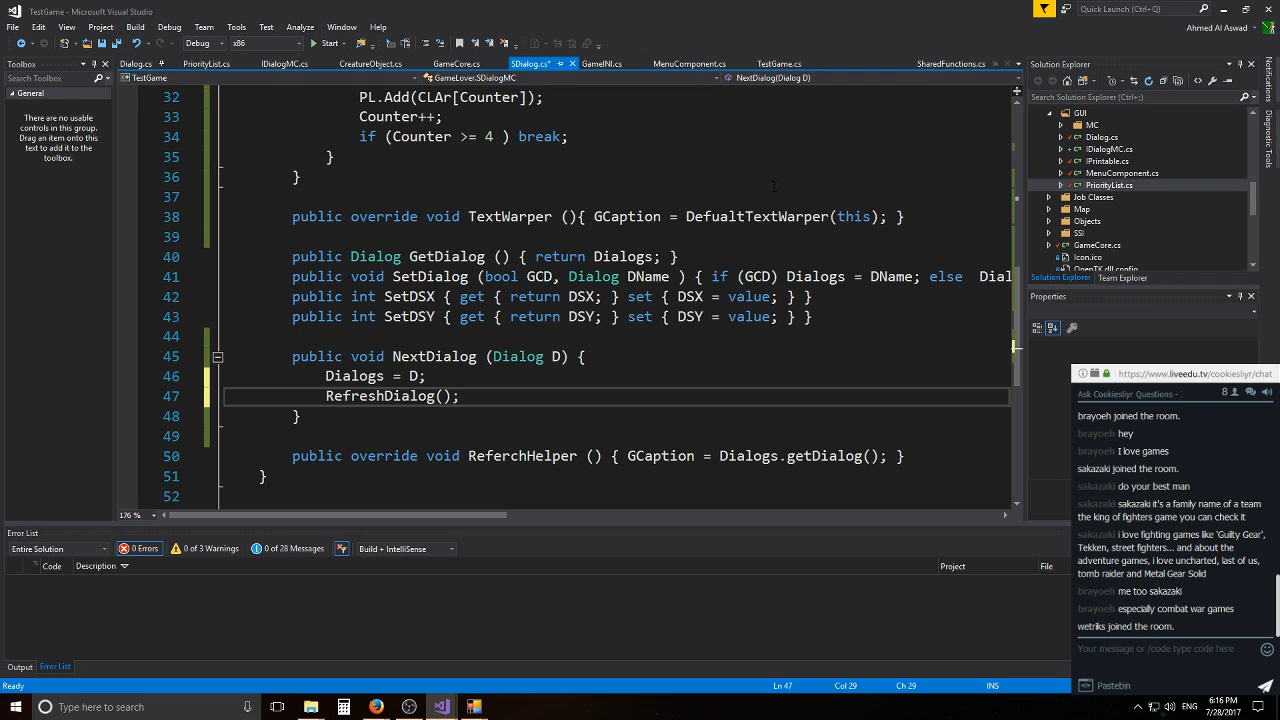 TestGame - Microsoft Visual Studio
Quick Launch (Ctrl+Q)
File Edit View Project Build Debug Team Tools Test AI Tools Analyze Window Help
Ahmed Al Aswad
Debug x86 Start
Toolbox
Search Toolbox
General
There are no usable
controls in this group.
Drag an item onto this
text to add it to the
toolbox.
Dialog.cs PriorityList.cs IDialogMC.cs CreatureObject.cs GameCore.cs SDialog.cs* GameINI.cs MenuComponent.cs TestGame.cs SharedFunctions.cs
TestGame GameLover.SDialogMC NextDialog(Dialog D)
32 PL.Add(CLAr[Counter]);
33 Counter++;
34 if (Counter >= 4 ) break;
35 }
36 }
37
38 public override void TextWarper (){ GCaption = DefualtTextWarper(this); }
39
40 public Dialog GetDialog () { return Dialogs; }
41 public void SetDialog (bool GCD, Dialog DName ) { if (GCD) Dialogs = DName; else Dial
42 public int SetDSX { get { return DSX; } set { DSX = value; } }
43 public int SetDSY { get { return DSY; } set { DSY = value; } }
44
45 public void NextDialog (Dialog D) {
46 Dialogs = D;
47 RefreshDialog();
48 }
49
50 public override void ReferchHelper () { GCaption = Dialogs.getDialog(); }
51 }
52
176 %
Solution Explorer
Search Solution Explorer (Ctrl+;)
GUI
MC
Dialog.cs
IDialogMC.cs
IPrintable.cs
MenuComponent.cs
PriorityList.cs
Job Classes
Map
Objects
SSI
GameCore.cs
Icon.ico
OpenTK.dll.config
Solution Explorer Team Explorer
Properties
Notifications
Diagnostic Tools
Error List
Entire Solution 0 Errors 0 of 3 Warnings 0 of 28 Messages Build + IntelliSense
Code Description Project File
Output Error List
Ready Ln 47 Col 29 Ch 29 INS
https://www.liveedu.tv/cookiesliyr/chat
Ask Cookiesliyr Questions - . 8
brayoeh joined the room.
brayoeh hey
brayoeh I love games
sakazaki joined the room.
sakazaki do your best man
sakazaki sakazaki it's a family name of a team
the king of fighters game you can check it
sakazaki i love fighting games like 'Guilty Gear',
Tekken, street fighters... and about the
adventure games, i love uncharted, last of us,
tomb raider and Metal Gear Solid
brayoeh me too sakazaki
brayoeh especially combat war games
wetriks joined the room.
Your message or /code type code here
Pastebin
Type here to search
ENG
6:16 PM
7/28/2017